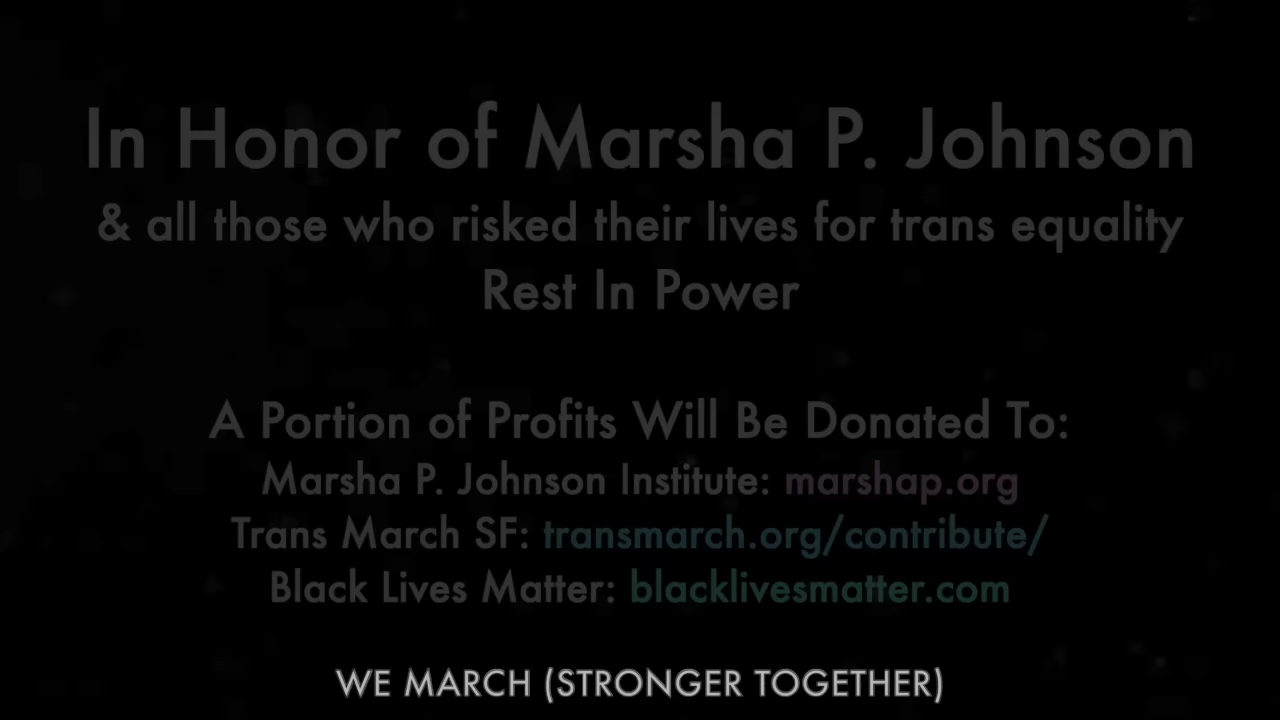 In Honor of Marsha P. Johnson
& all those who risked their lives for trans equality
Rest In Power
A Portion of Profits Will Be Donated To:
Marsha P. Johnson Institute: marshap.org
Trans March SF: transmarch.org/contribute/
Black Lives Matter: blacklivesmatter.com
WE MARCH (STRONGER TOGETHER)